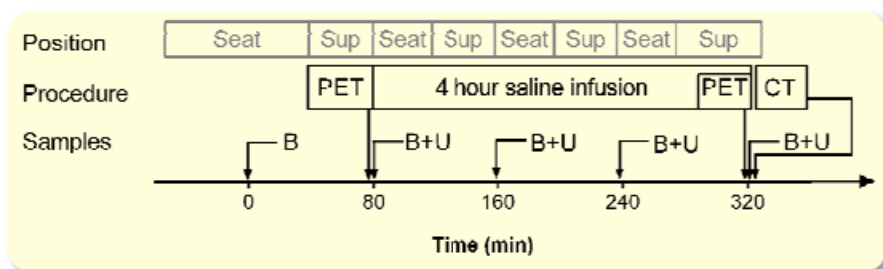 Position Seat Sup Seat Sup Seat Sup Seat Sup
Procedure PET 4 hour saline infusion PET CT
Samples B B+U B+U B+U B+U
0 80 160 240 320
Time (min)